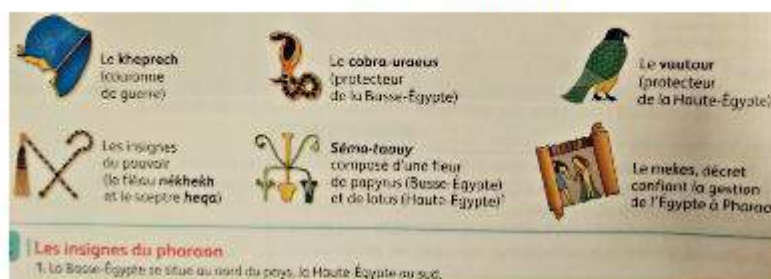 Le kheprech
(couronne
de guerre)
Le cobra-uraeus
(protecteur
de la Basse-Égypte)
Le vautour
(protecteur
de la Haute-Égypte)
Les insignes
du pouvoir
(le fléau nékhekh
et le sceptre heqa)
Séma-taouy
composé d'une fleur
de papyrus (Basse-Égypte)
et de lotus (Haute-Égypte)¹
Le mekes, décret
confiant la gestion
de l'Égypte à Pharaon
Les insignes du pharaon
1. La Basse-Égypte se situe au nord du pays, la Haute-Égypte au sud.